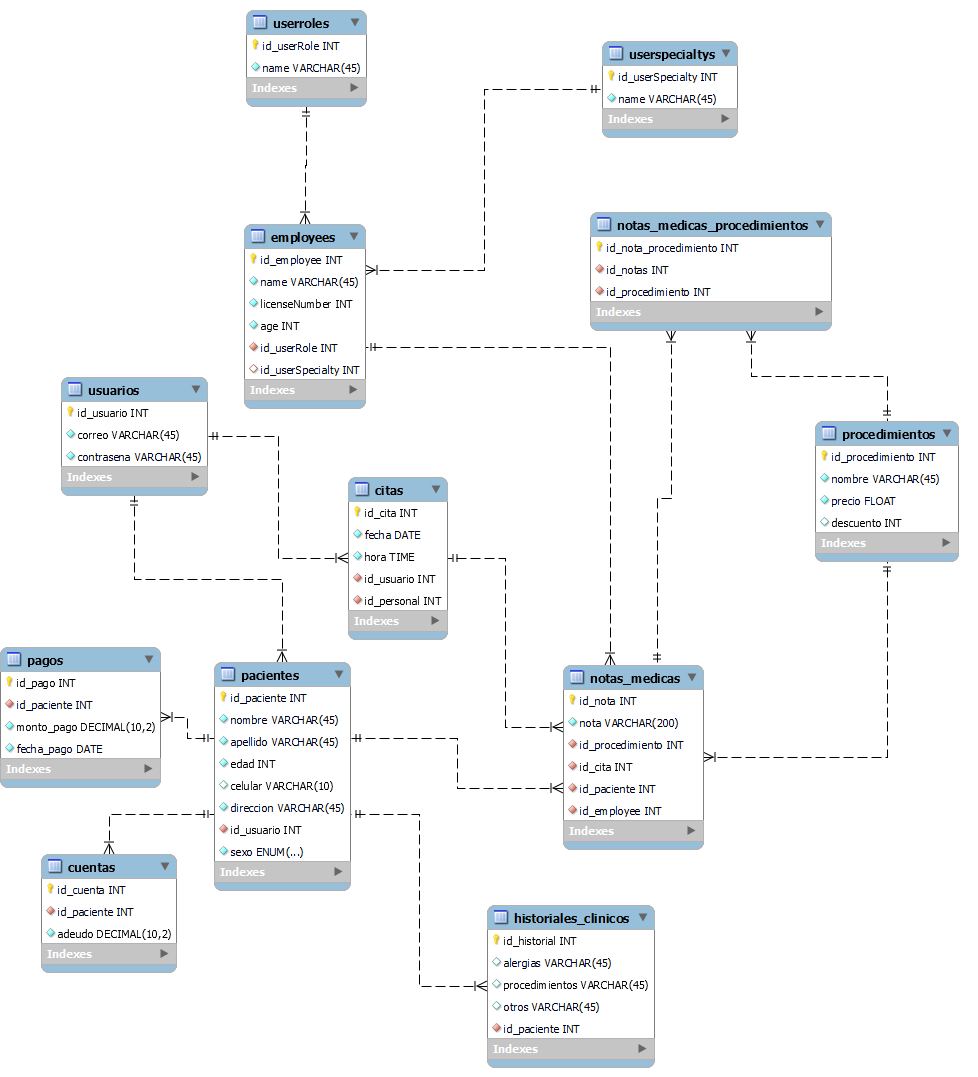 userroles
id_userRole INT
name VARCHAR(45)
Indexes
userspecialtys
id_userSpecialty INT
name VARCHAR(45)
Indexes
employees
id_employee INT
name VARCHAR(45)
licenseNumber INT
age INT
id_userRole INT
id_userSpecialty INT
Indexes
notas_medicas_procedimientos
id_nota_procedimiento INT
id_notas INT
id_procedimiento INT
Indexes
usuarios
id_usuario INT
correo VARCHAR(45)
contrasena VARCHAR(45)
Indexes
procedimientos
id_procedimiento INT
nombre VARCHAR(45)
precio FLOAT
descuento INT
Indexes
citas
id_cita INT
fecha DATE
hora TIME
id_usuario INT
id_personal INT
Indexes
pagos
id_pago INT
id_paciente INT
monto_pago DECIMAL(10,2)
fecha_pago DATE
Indexes
pacientes
id_paciente INT
nombre VARCHAR(45)
apellido VARCHAR(45)
edad INT
celular VARCHAR(10)
direccion VARCHAR(45)
id_usuario INT
sexo ENUM(...)
Indexes
notas_medicas
id_nota INT
nota VARCHAR(200)
id_procedimiento INT
id_cita INT
id_paciente INT
id_employee INT
Indexes
cuentas
id_cuenta INT
id_paciente INT
adeudo DECIMAL(10,2)
Indexes
historiales_clinicos
id_historial INT
alergias VARCHAR(45)
procedimientos VARCHAR(45)
otros VARCHAR(45)
id_paciente INT
Indexes